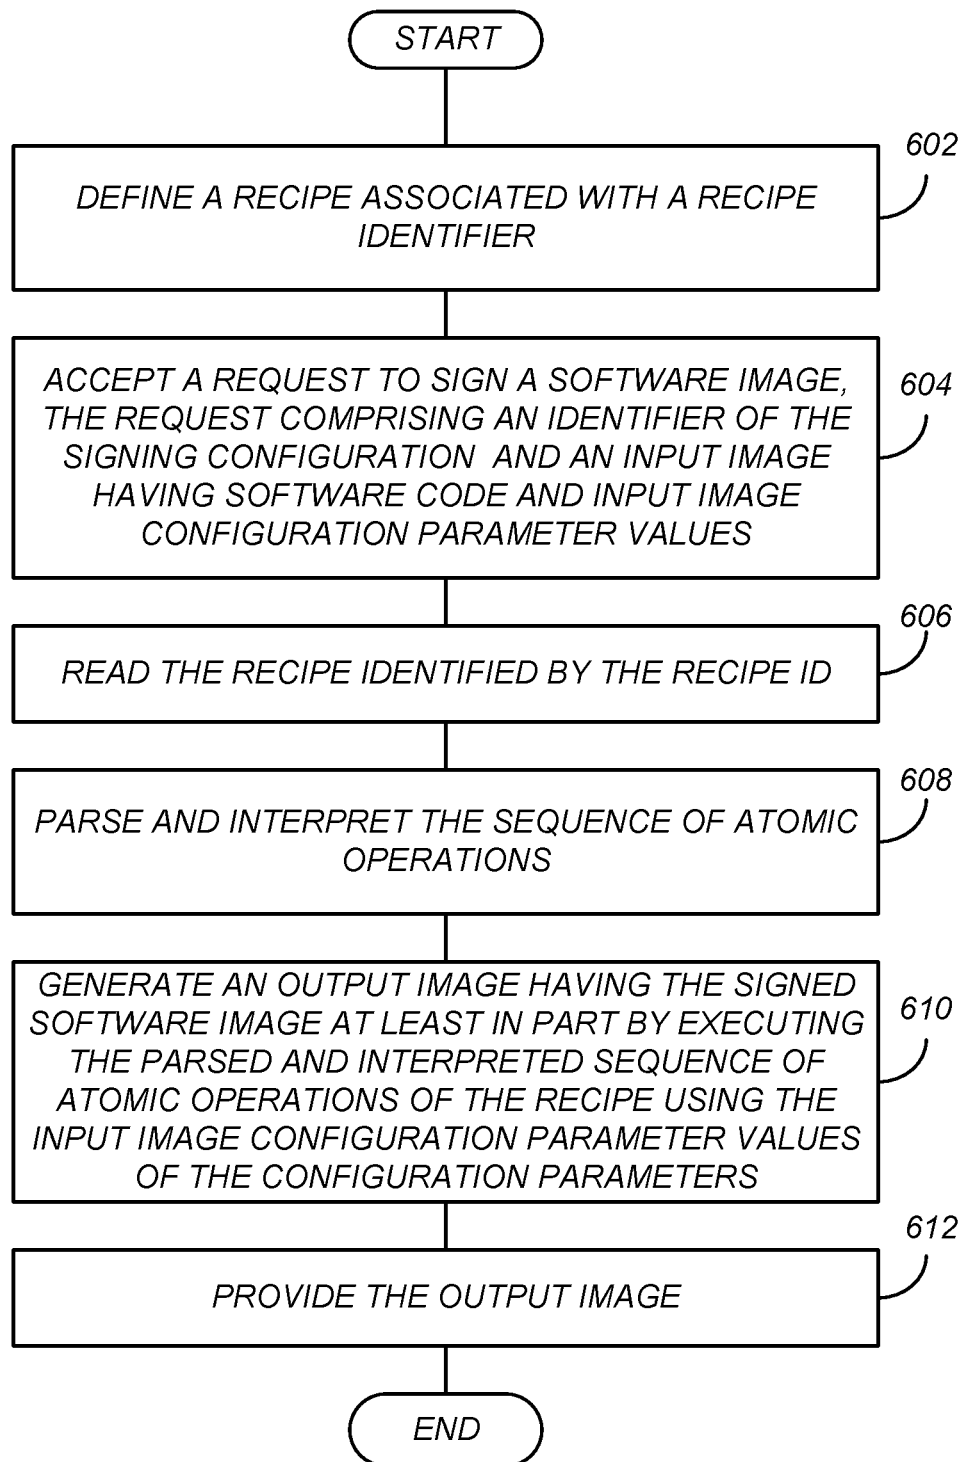 START
602
DEFINE A RECIPE ASSOCIATED WITH A RECIPE
IDENTIFIER
604
ACCEPT A REQUEST TO SIGN A SOFTWARE IMAGE,
THE REQUEST COMPRISING AN IDENTIFIER OF THE
SIGNING CONFIGURATION AND AN INPUT IMAGE
HAVING SOFTWARE CODE AND INPUT IMAGE
CONFIGURATION PARAMETER VALUES
606
READ THE RECIPE IDENTIFIED BY THE RECIPE ID
608
PARSE AND INTERPRET THE SEQUENCE OF ATOMIC
OPERATIONS
610
GENERATE AN OUTPUT IMAGE HAVING THE SIGNED
SOFTWARE IMAGE AT LEAST IN PART BY EXECUTING
THE PARSED AND INTERPRETED SEQUENCE OF
ATOMIC OPERATIONS OF THE RECIPE USING THE
INPUT IMAGE CONFIGURATION PARAMETER VALUES
OF THE CONFIGURATION PARAMETERS
612
PROVIDE THE OUTPUT IMAGE
END